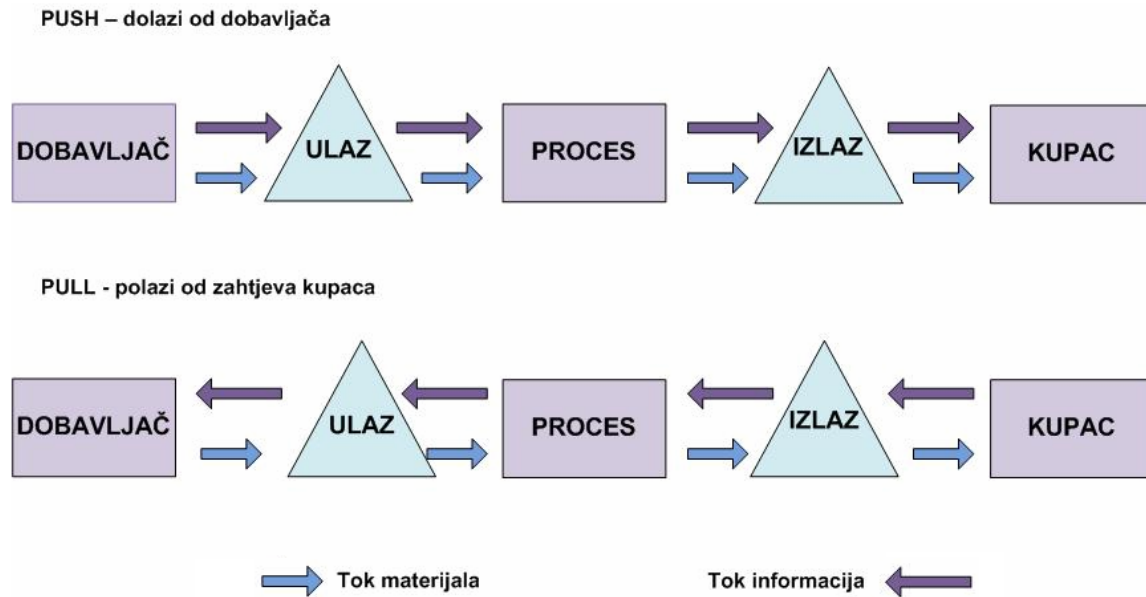 PUSH – dolazi od dobavljača
DOBAVLJAČ
ULAZ
PROCES
IZLAZ
KUPAC
PULL - polazi od zahtjeva kupaca
DOBAVLJAČ
ULAZ
PROCES
IZLAZ
KUPAC
Tok materijala
Tok informacija